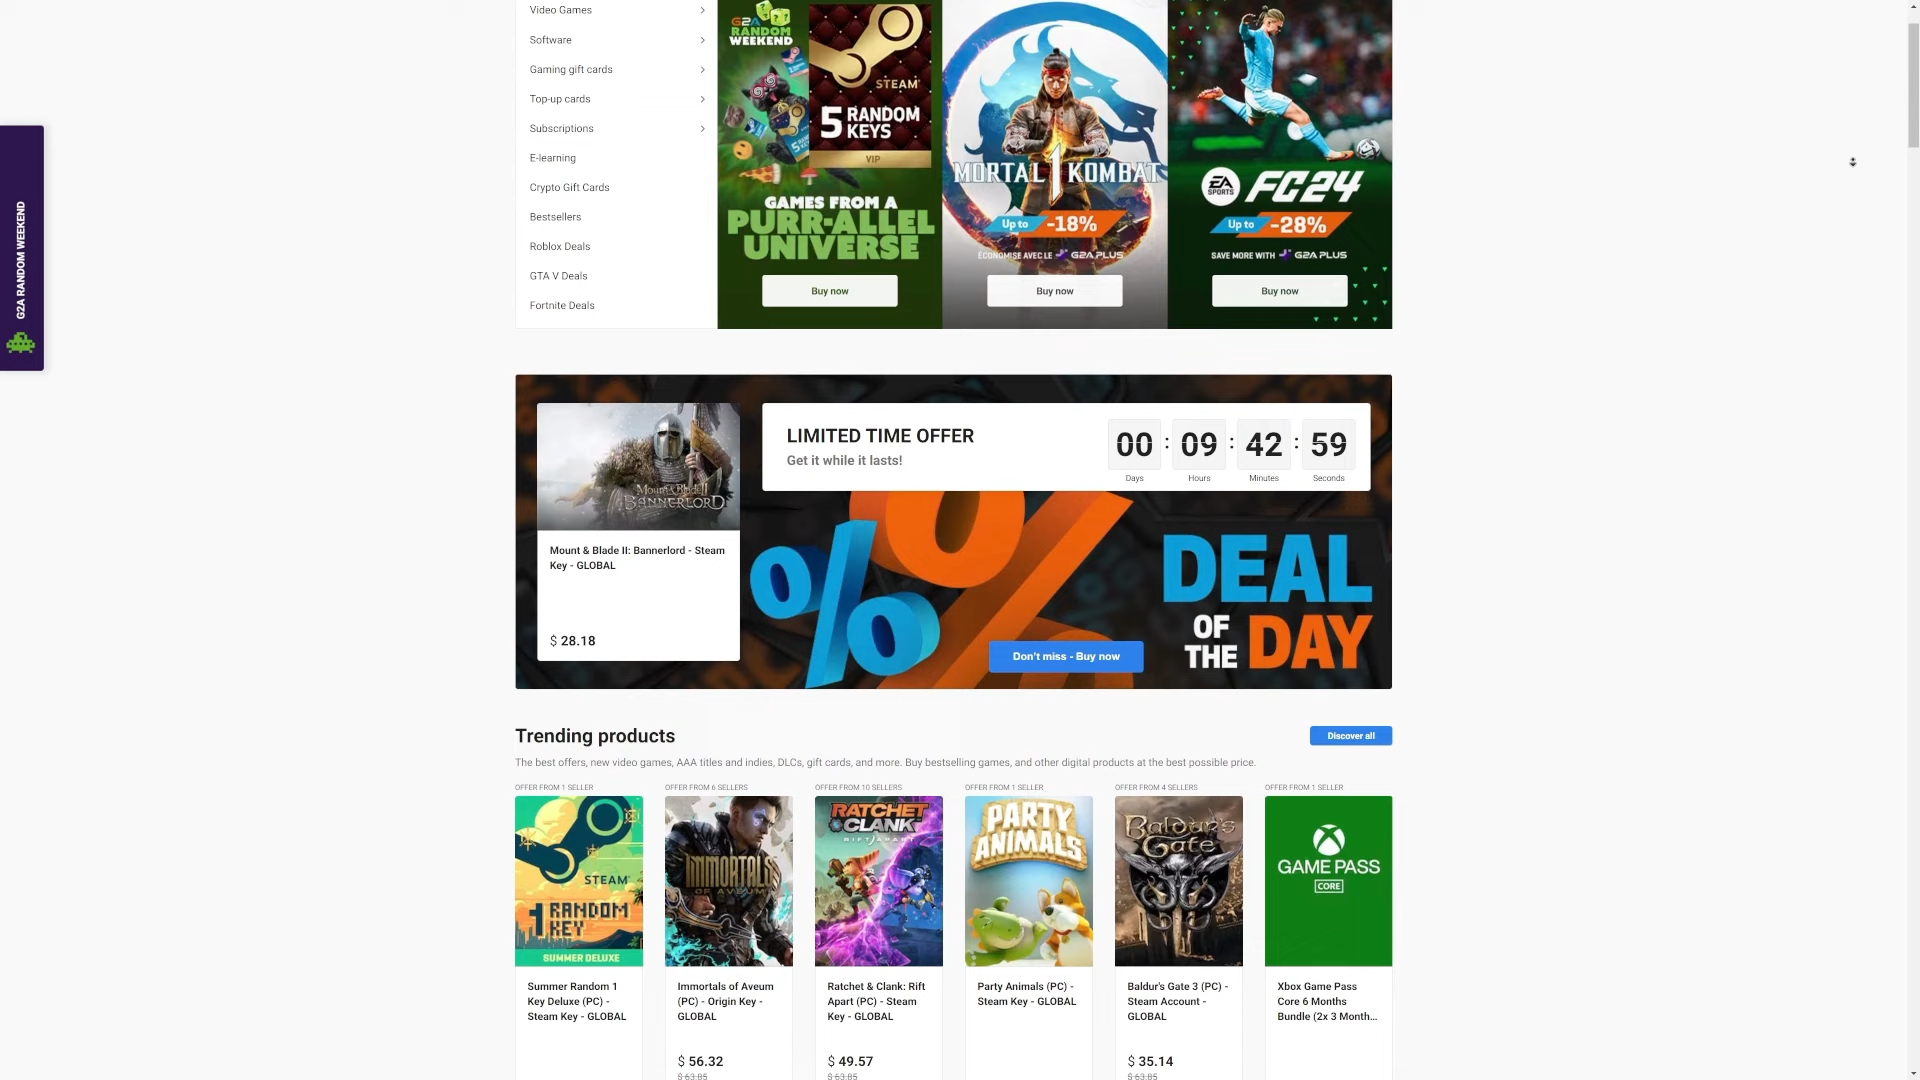 Video Games
Software
Gaming gift cards
Top-up cards
Subscriptions
E-learning
Crypto Gift Cards
Bestsellers
Roblox Deals
GTA V Deals
Fortnite Deals
G2A RANDOM WEEKEND
G2A
RANDOM
WEEKEND
STEAM
5 RANDOM
KEYS
VIP
GAMES FROM A
PURR-ALLEL
UNIVERSE
Buy now
MORTAL 1 KOMBAT
Up to -18%
ÉCONOMISE AVEC LE G2A PLUS
Buy now
EA SPORTS FC24
Up to -28%
SAVE MORE WITH G2A PLUS
Buy now
MOUNT & BLADE II
BANNERLORD
Mount & Blade II: Bannerlord - Steam
Key - GLOBAL
$ 28.18
LIMITED TIME OFFER
Get it while it lasts!
00 : 09 : 42 : 59
Days Hours Minutes Seconds
DEAL
OF
THE DAY
Don't miss - Buy now
Trending products
Discover all
The best offers, new video games, AAA titles and indies, DLCs, gift cards, and more. Buy bestselling games, and other digital products at the best possible price.
OFFER FROM 1 SELLER
STEAM
1 RANDOM
KEY
SUMMER DELUXE
Summer Random 1
Key Deluxe (PC) -
Steam Key - GLOBAL
OFFER FROM 6 SELLERS
IMMORTALS
OF AVEUM
Immortals of Aveum
(PC) - Origin Key -
GLOBAL
$ 56.32
$ 63.85
OFFER FROM 10 SELLERS
RATCHET
CLANK
RIFT APART
Ratchet & Clank: Rift
Apart (PC) - Steam
Key - GLOBAL
$ 49.57
$ 63.85
OFFER FROM 1 SELLER
PARTY
ANIMALS
Party Animals (PC) -
Steam Key - GLOBAL
OFFER FROM 4 SELLERS
Baldur's
Gate
Baldur's Gate 3 (PC) -
Steam Account -
GLOBAL
$ 35.14
$ 63.85
OFFER FROM 1 SELLER
GAME PASS
CORE
Xbox Game Pass
Core 6 Months
Bundle (2x 3 Month...